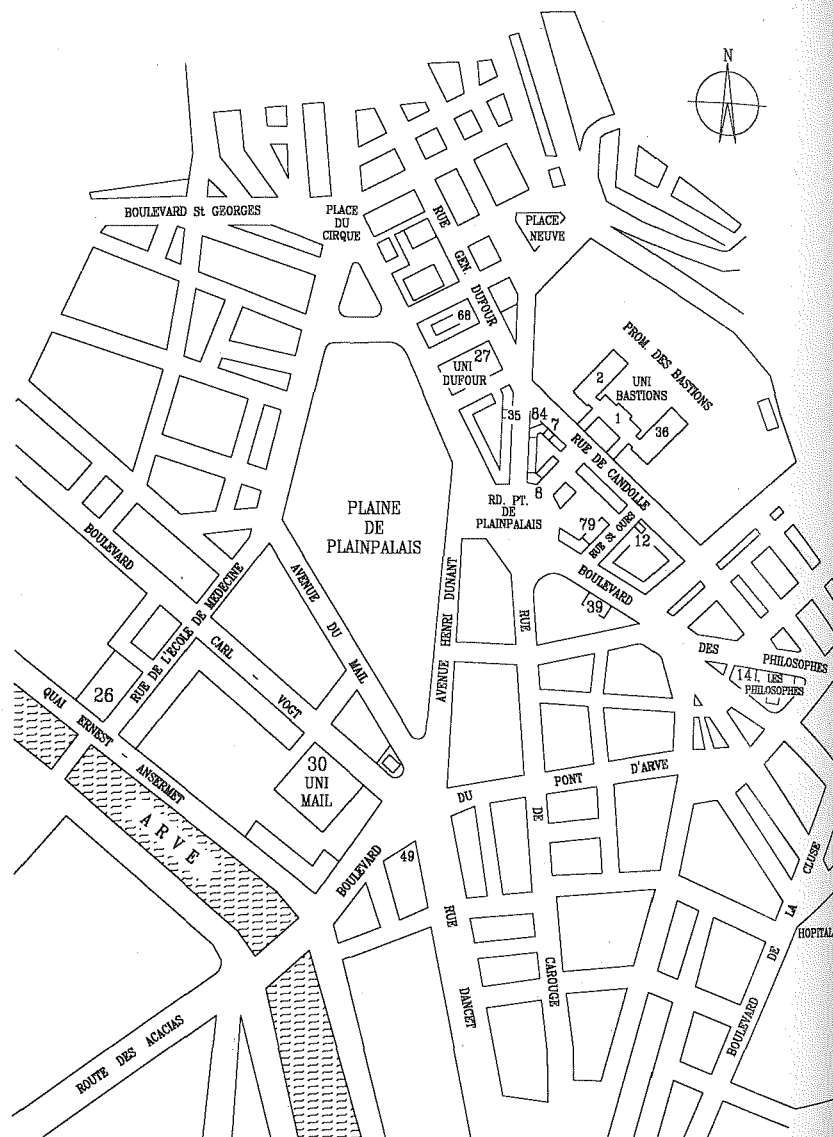 N
BOULEVARD St GEORGES
PLACE
DU
CIRQUE
RUE
GEN. DUFOUR
PLACE
NEUVE
68
27
UNI
DUFOUR
PROM. DES BASTIONS
2
UNI
BASTIONS
1
36
35
84
7
8
RUE DE CANDOLLE
RD. PT.
DE
PLAINPALAIS
PLAINE
DE
PLAINPALAIS
79
RUE St OURS
12
BOULEVARD
DES
PHILOSOPHES
39
14
LES
PHILOSOPHES
BOULEVARD
CARL - VOGT
RUE DE L'ECOLE DE MEDECINE
AVENUE
DU
MAIL
AVENUE HENRI DUNANT
RUE
DE
CAROUGE
26
QUAI ERNEST - ANSERMET
ARVE
30
UNI
MAIL
BOULEVARD
DU
PONT
D'ARVE
49
RUE
DANCET
BOULEVARD
DE
LA
CLUSE
HOPITAL
ROUTE DES ACACIAS